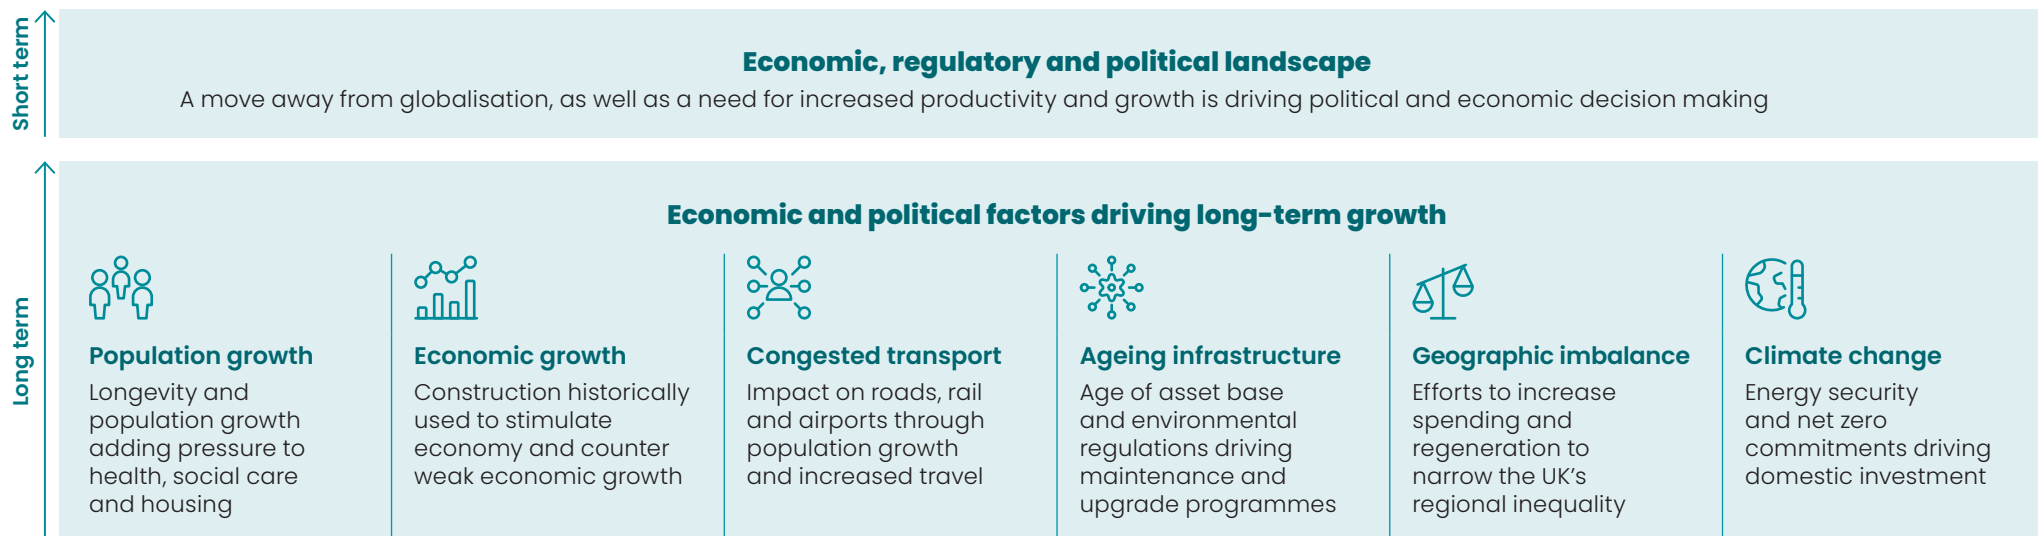 Short term
Economic, regulatory and political landscape
A move away from globalisation, as well as a need for increased productivity and growth is driving political and economic decision making
Long term
Economic and political factors driving long-term growth
Population growth
Longevity and
population growth
adding pressure to
health, social care
and housing
Economic growth
Construction historically
used to stimulate
economy and counter
weak economic growth
Congested transport
Impact on roads, rail
and airports through
population growth
and increased travel
Ageing infrastructure
Age of asset base
and environmental
regulations driving
maintenance and
upgrade programmes
Geographic imbalance
Efforts to increase
spending and
regeneration to
narrow the UK’s
regional inequality
Climate change
Energy security
and net zero
commitments driving
domestic investment